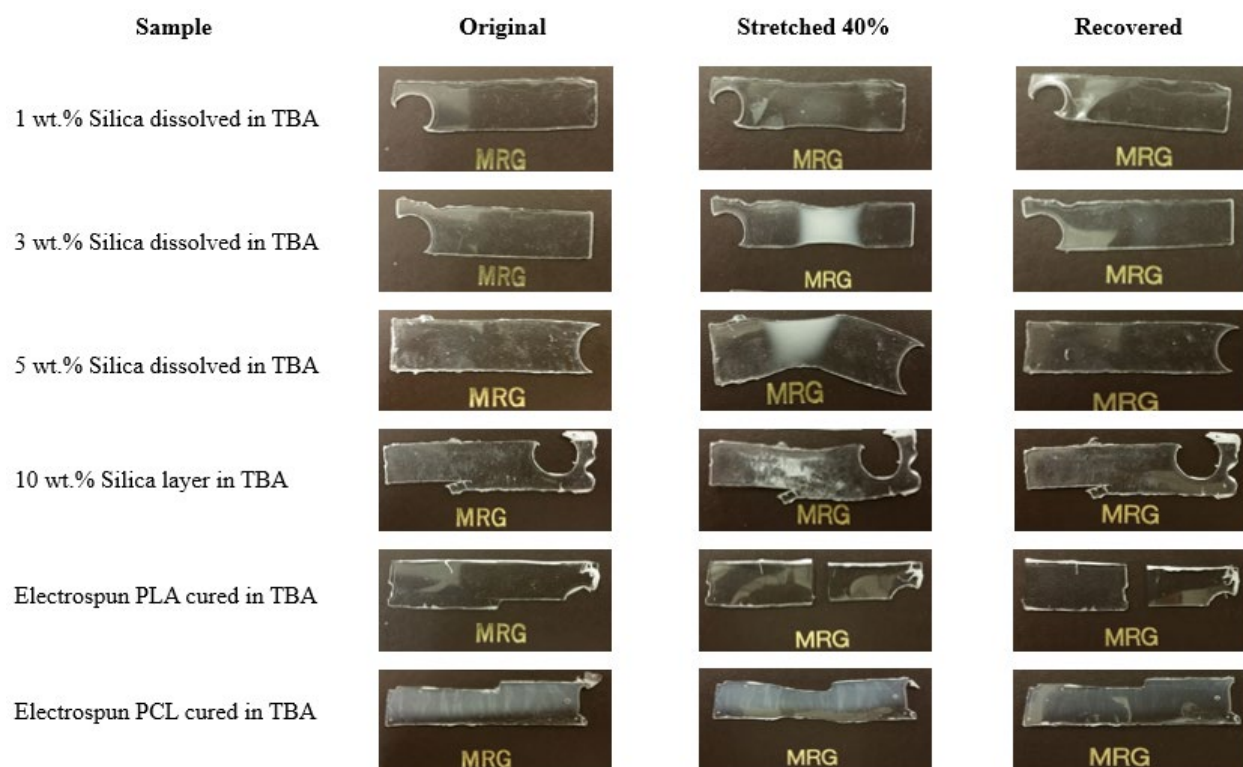 Sample Original Stretched 40% Recovered
1 wt.% Silica dissolved in TBA
MRG MRG MRG
3 wt.% Silica dissolved in TBA
MRG MRG MRG
5 wt.% Silica dissolved in TBA
MRG MRG MRG
10 wt.% Silica layer in TBA
MRG MRG MRG
Electrospun PLA cured in TBA
MRG MRG MRG
Electrospun PCL cured in TBA
MRG MRG MRG